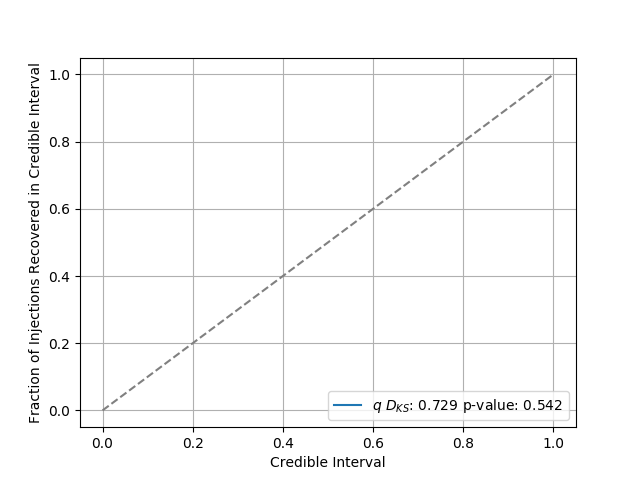 Fraction of Injections Recovered in Credible Interval
1.0
0.8
0.6
0.4
0.2
0.0
q D_KS: 0.729 p-value: 0.542
0.0 0.2 0.4 0.6 0.8 1.0
Credible Interval